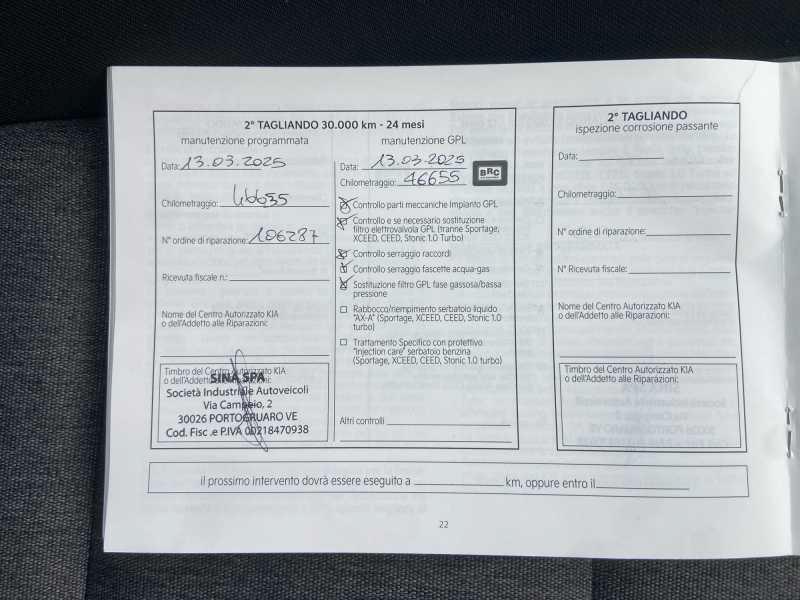 2° TAGLIANDO 30.000 km - 24 mesi
manutenzione programmata
Data: 13.03.2025
Chilometraggio: 46655
N° ordine di riparazione: 106287
Ricevuta fiscale n.:
Nome del Centro Autorizzato KIA
o dell'Addetto alle Riparazioni:
Timbro del Centro Autorizzato KIA
o dell'Addetto alle Riparazioni:
SINA SPA
Società Industriale Autoveicoli
Via Campeio, 2
30026 PORTOGRUARO VE
Cod. Fisc .e P.IVA 00218470938
manutenzione GPL
Data: 13.03.2025
Chilometraggio: 46655
BRC
Controllo parti meccaniche Impianto GPL
Controllo e se necessario sostituzione
filtro elettrovalvola GPL (tranne Sportage,
XCEED, CEED, Stonic 1.0 Turbo)
Controllo serraggio raccordi
Controllo serraggio fascette acqua-gas
Sostituzione filtro GPL fase gassosa/bassa
pressione
Rabbocco/riempimento serbatoio liquido
"AX-A" (Sportage, XCEED, CEED, Stonic 1.0
turbo)
Trattamento Specifico con protettivo
"Injection care" serbatoio benzina
(Sportage, XCEED, CEED, Stonic 1.0 turbo)
Altri controlli
2° TAGLIANDO
ispezione corrosione passante
Data:
Chilometraggio:
N° ordine di riparazione:
N° Ricevuta fiscale:
Nome del Centro Autorizzato KIA
o dell'Addetto alle Riparazioni:
Timbro del Centro Autorizzato KIA
o dell'Addetto alle Riparazioni:
il prossimo intervento dovrà essere eseguito a km, oppure entro il
22